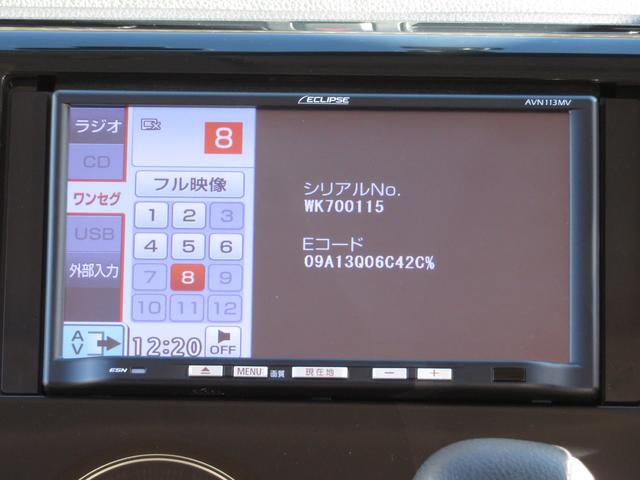 ECLIPSE
AVN113MV
ラジオ
CD
ワンセグ
USB
外部入力
AV
8
フル映像
1 2 3
4 5 6
7 8 9
10 11 12
12:20
OFF
シリアルNo.
WK700115
Eコード
09A13Q06C42C%
ESN
MENU
画質
現在地
- +